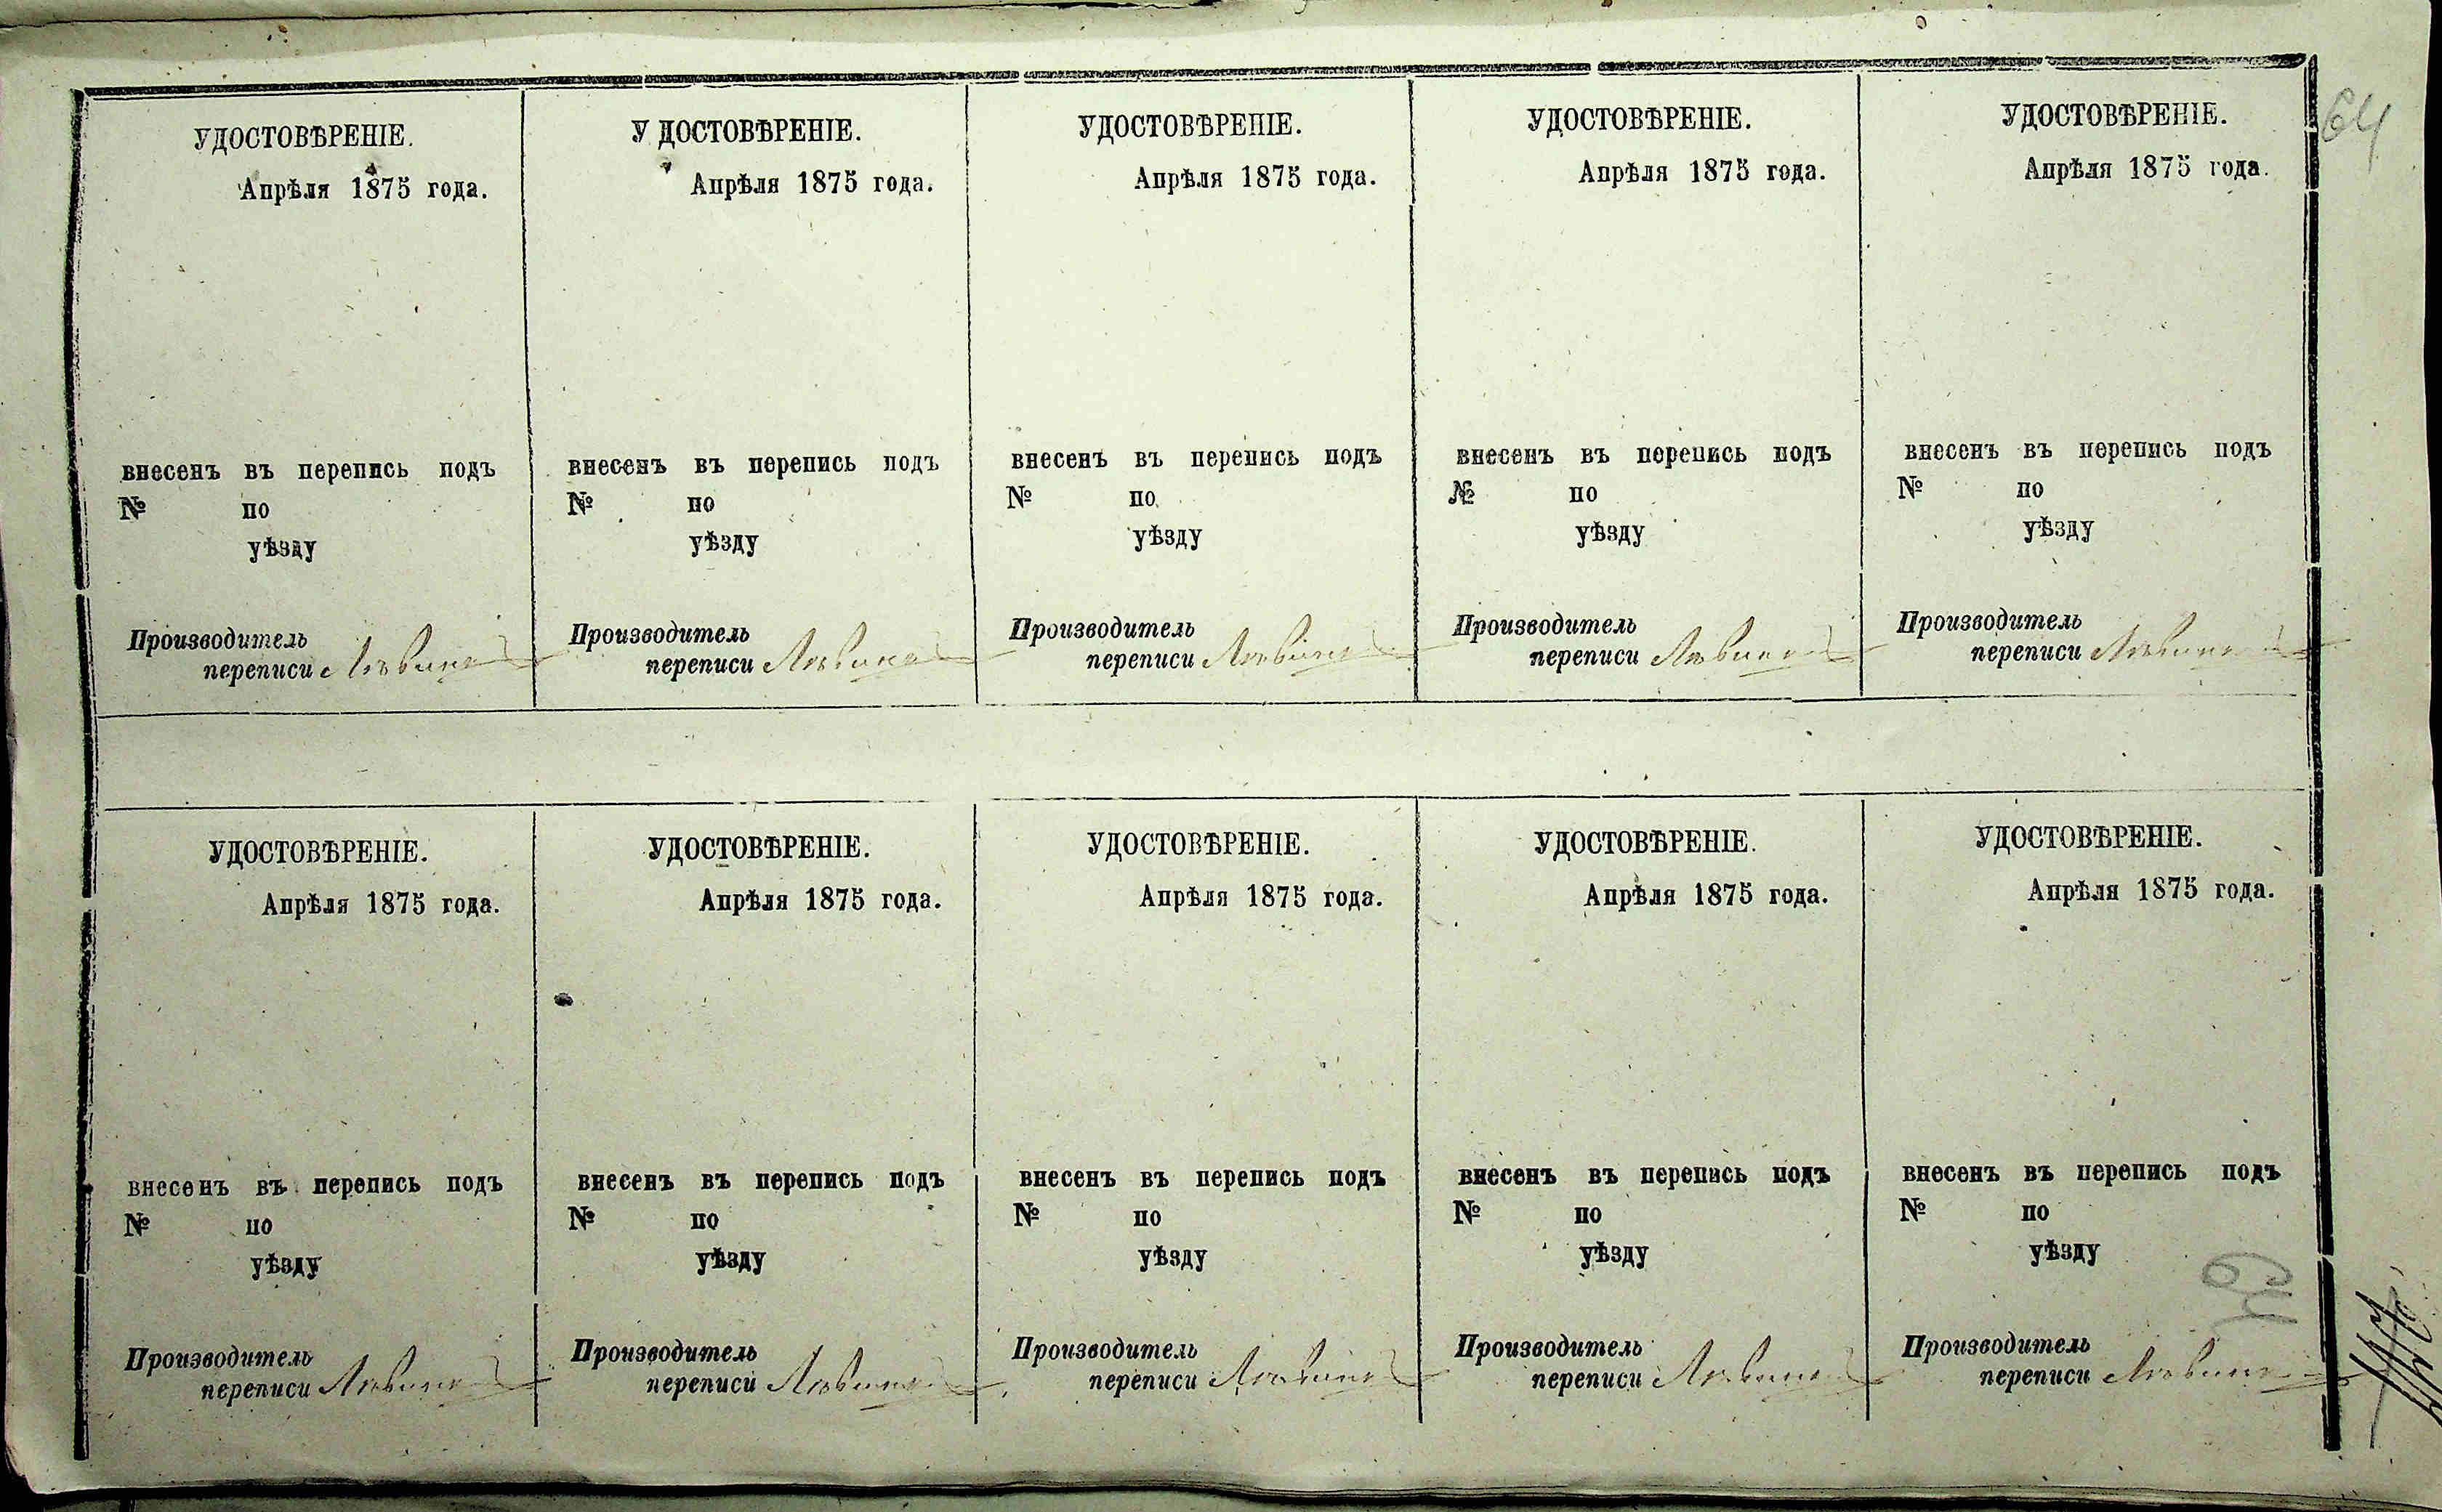 64
УДОСТОВѢРЕНІЕ.
Апрѣля 1875 года.
внесенъ въ перепись подъ
№ по
уѣзду
Производитель
переписи
У ДОСТОВѢРЕНІЕ.
Апрѣля 1875 года.
внесенъ въ перепись подъ
№ по
уѣзду
Производитель
переписи
УДОСТОВѢРЕНІЕ.
Апрѣля 1875 года.
внесенъ въ перепись подъ
№ по
уѣзду
Производитель
переписи
УДОСТОВѢРЕНІЕ.
Апрѣля 1875 года.
внесенъ въ перепись подъ
№ по
уѣзду
Производитель
переписи
УДОСТОВѢРЕНІЕ.
Апрѣля 1875 года.
внесенъ въ перепись подъ
№ по
уѣзду
Производитель
переписи
УДОСТОВѢРЕНІЕ.
Апрѣля 1875 года.
внесенъ въ перепись подъ
№ по
уѣзду
Производитель
переписи
УДОСТОВѢРЕНІЕ.
Апрѣля 1875 года.
внесенъ въ перепись подъ
№ по
уѣзду
Производитель
переписи
УДОСТОВѢРЕНІЕ.
Апрѣля 1875 года.
внесенъ въ перепись подъ
№ по
уѣзду
Производитель
переписи
УДОСТОВѢРЕНІЕ.
Апрѣля 1875 года.
внесенъ въ перепись подъ
№ по
уѣзду
Производитель
переписи
УДОСТОВѢРЕНІЕ.
Апрѣля 1875 года.
внесенъ въ перепись подъ
№ по
уѣзду
Производитель
переписи